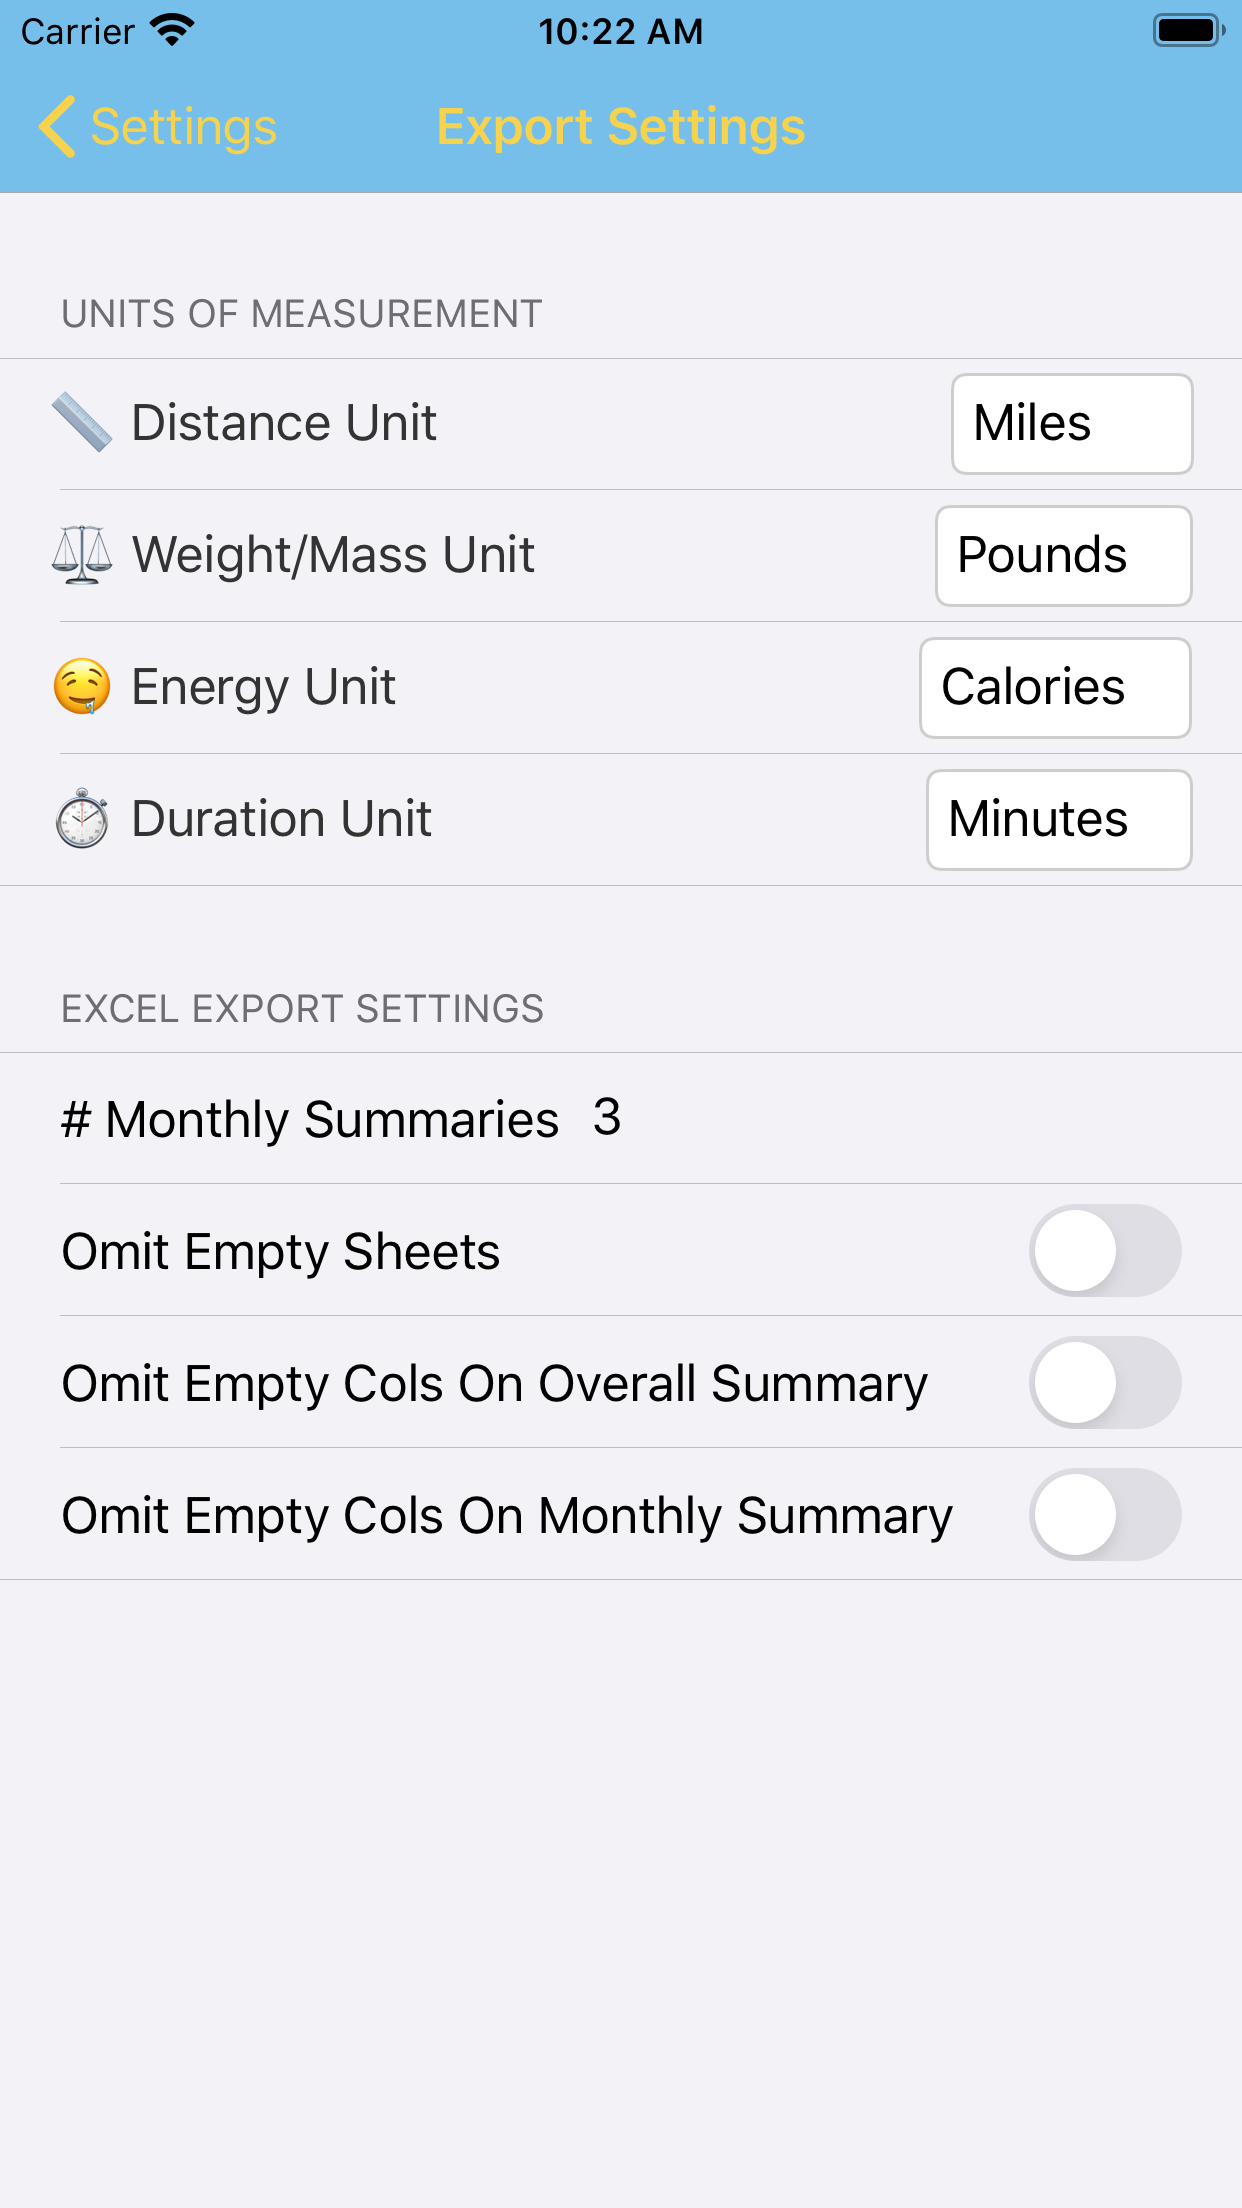 Carrier 10:22 AM
Settings Export Settings
UNITS OF MEASUREMENT
Distance Unit Miles
Weight/Mass Unit Pounds
Energy Unit Calories
Duration Unit Minutes
EXCEL EXPORT SETTINGS
# Monthly Summaries 3
Omit Empty Sheets
Omit Empty Cols On Overall Summary
Omit Empty Cols On Monthly Summary